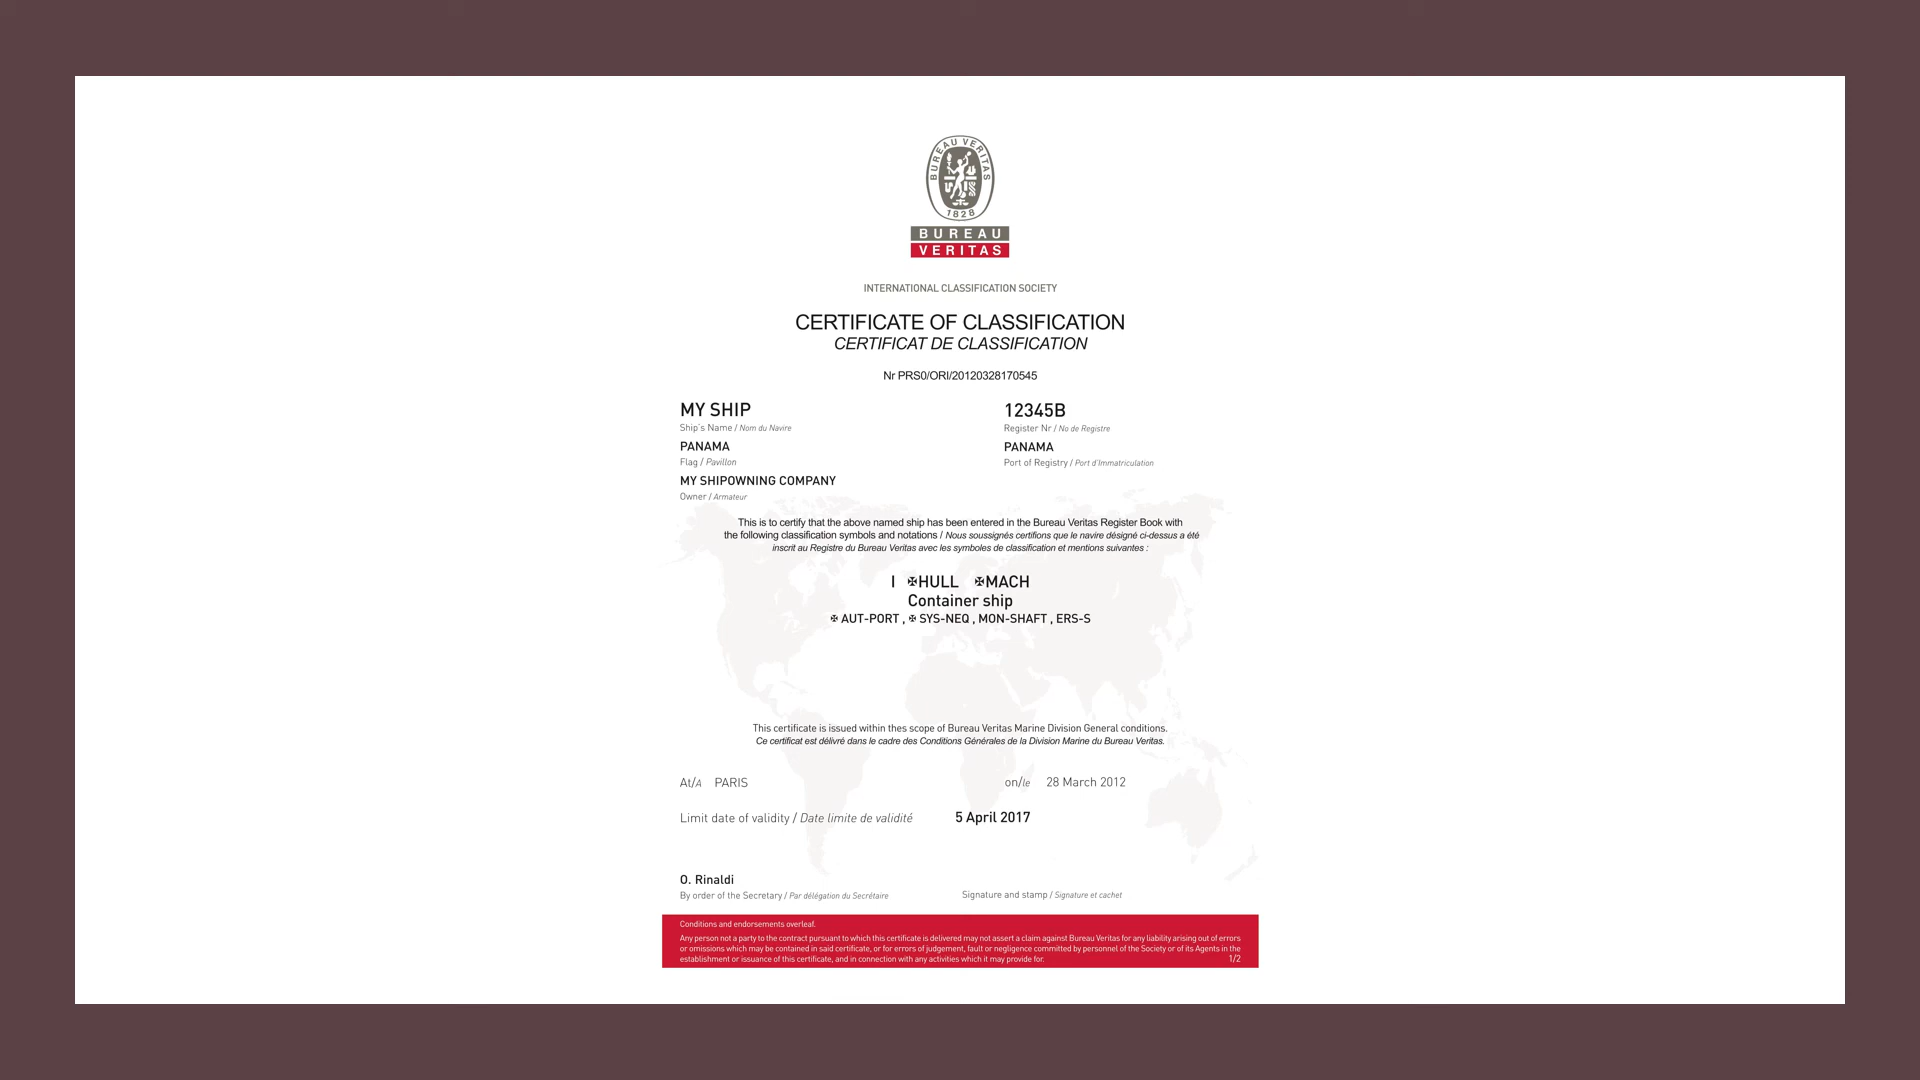 BUREAU VERITAS
1828
BUREAU
VERITAS
INTERNATIONAL CLASSIFICATION SOCIETY
CERTIFICATE OF CLASSIFICATION
CERTIFICAT DE CLASSIFICATION
Nr PRS0/ORI/20120328170545
MY SHIP
Ship's Name / Nom du Navire
12345B
Register Nr / No de Registre
PANAMA
Flag / Pavillon
PANAMA
Port of Registry / Port d'Immatriculation
MY SHIPOWNING COMPANY
Owner / Armateur
This is to certify that the above named ship has been entered in the Bureau Veritas Register Book with
the following classification symbols and notations / Nous soussignés certifions que le navire désigné ci-dessus a été
inscrit au Registre du Bureau Veritas avec les symboles de classification et mentions suivantes :
I ✠HULL ✠MACH
Container ship
✠ AUT-PORT , ✠ SYS-NEQ , MON-SHAFT , ERS-S
This certificate is issued within thes scope of Bureau Veritas Marine Division General conditions.
Ce certificat est délivré dans le cadre des Conditions Générales de la Division Marine du Bureau Veritas.
At/A PARIS
on/le 28 March 2012
Limit date of validity / Date limite de validité 5 April 2017
O. Rinaldi
By order of the Secretary / Par délégation du Secrétaire
Signature and stamp / Signature et cachet
Conditions and endorsements overleaf.
Any person not a party to the contract pursuant to which this certificate is delivered may not assert a claim against Bureau Veritas for any liability arising out of errors
or omissions which may be contained in said certificate, or for errors of judgement, fault or negligence committed by personnel of the Society or of its Agents in the
establishment or issuance of this certificate, and in connection with any activities which it may provide for.
1/2